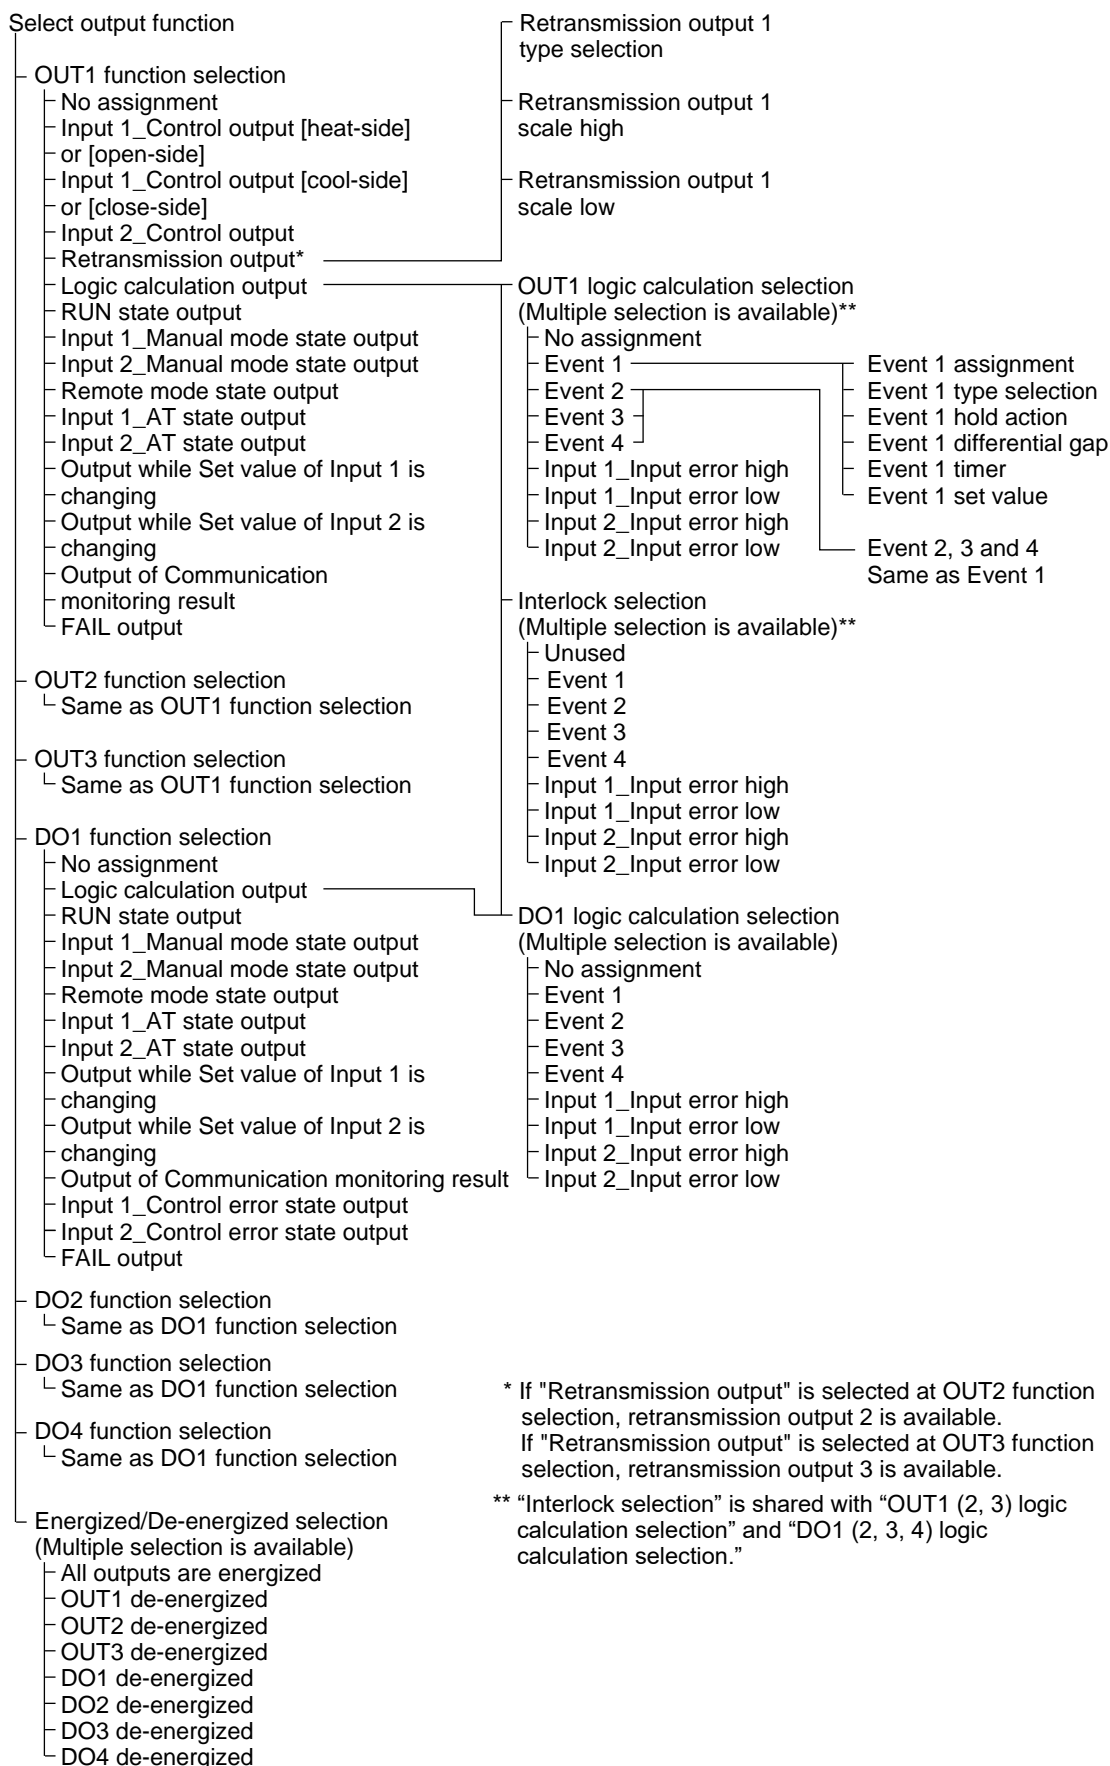 Select output function
OUT1 function selection
No assignment
Input 1_Control output [heat-side]
or [open-side]
Input 1_Control output [cool-side]
or [close-side]
Input 2_Control output
Retransmission output*
Logic calculation output
RUN state output
Input 1_Manual mode state output
Input 2_Manual mode state output
Remote mode state output
Input 1_AT state output
Input 2_AT state output
Output while Set value of Input 1 is
changing
Output while Set value of Input 2 is
changing
Output of Communication
monitoring result
FAIL output
OUT2 function selection
Same as OUT1 function selection
OUT3 function selection
Same as OUT1 function selection
DO1 function selection
No assignment
Logic calculation output
RUN state output
Input 1_Manual mode state output
Input 2_Manual mode state output
Remote mode state output
Input 1_AT state output
Input 2_AT state output
Output while Set value of Input 1 is
changing
Output while Set value of Input 2 is
changing
Output of Communication monitoring result
Input 1_Control error state output
Input 2_Control error state output
FAIL output
DO2 function selection
Same as DO1 function selection
DO3 function selection
Same as DO1 function selection
DO4 function selection
Same as DO1 function selection
Energized/De-energized selection
(Multiple selection is available)
All outputs are energized
OUT1 de-energized
OUT2 de-energized
OUT3 de-energized
DO1 de-energized
DO2 de-energized
DO3 de-energized
DO4 de-energized
Retransmission output 1
type selection
Retransmission output 1
scale high
Retransmission output 1
scale low
OUT1 logic calculation selection
(Multiple selection is available)**
No assignment
Event 1
Event 2
Event 3
Event 4
Input 1_Input error high
Input 1_Input error low
Input 2_Input error high
Input 2_Input error low
Event 1 assignment
Event 1 type selection
Event 1 hold action
Event 1 differential gap
Event 1 timer
Event 1 set value
Event 2, 3 and 4
Same as Event 1
Interlock selection
(Multiple selection is available)**
Unused
Event 1
Event 2
Event 3
Event 4
Input 1_Input error high
Input 1_Input error low
Input 2_Input error high
Input 2_Input error low
DO1 logic calculation selection
(Multiple selection is available)
No assignment
Event 1
Event 2
Event 3
Event 4
Input 1_Input error high
Input 1_Input error low
Input 2_Input error high
Input 2_Input error low
* If "Retransmission output" is selected at OUT2 function
selection, retransmission output 2 is available.
If "Retransmission output" is selected at OUT3 function
selection, retransmission output 3 is available.
** “Interlock selection” is shared with “OUT1 (2, 3) logic
calculation selection” and “DO1 (2, 3, 4) logic
calculation selection.”